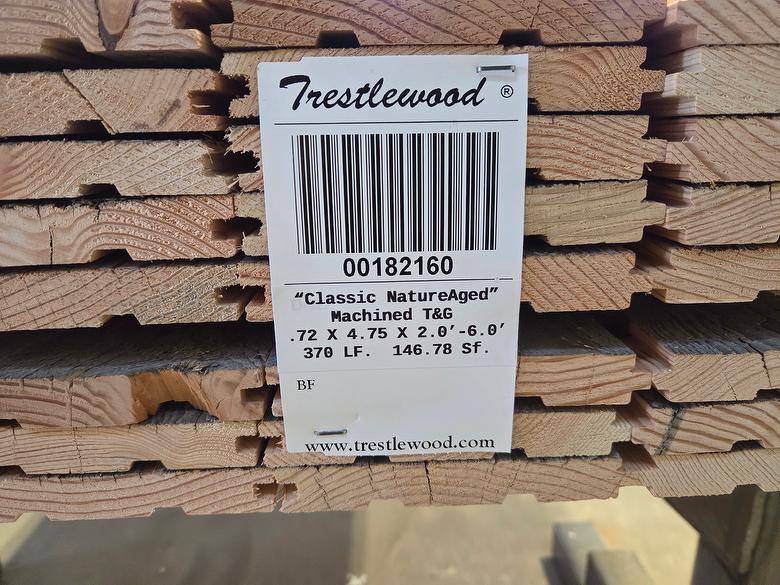 Trestlewood ®
00182160
“Classic NatureAged”
Machined T&G
.72 X 4.75 X 2.0’-6.0’
370 LF. 146.78 Sf.
BF
www.trestlewood.com